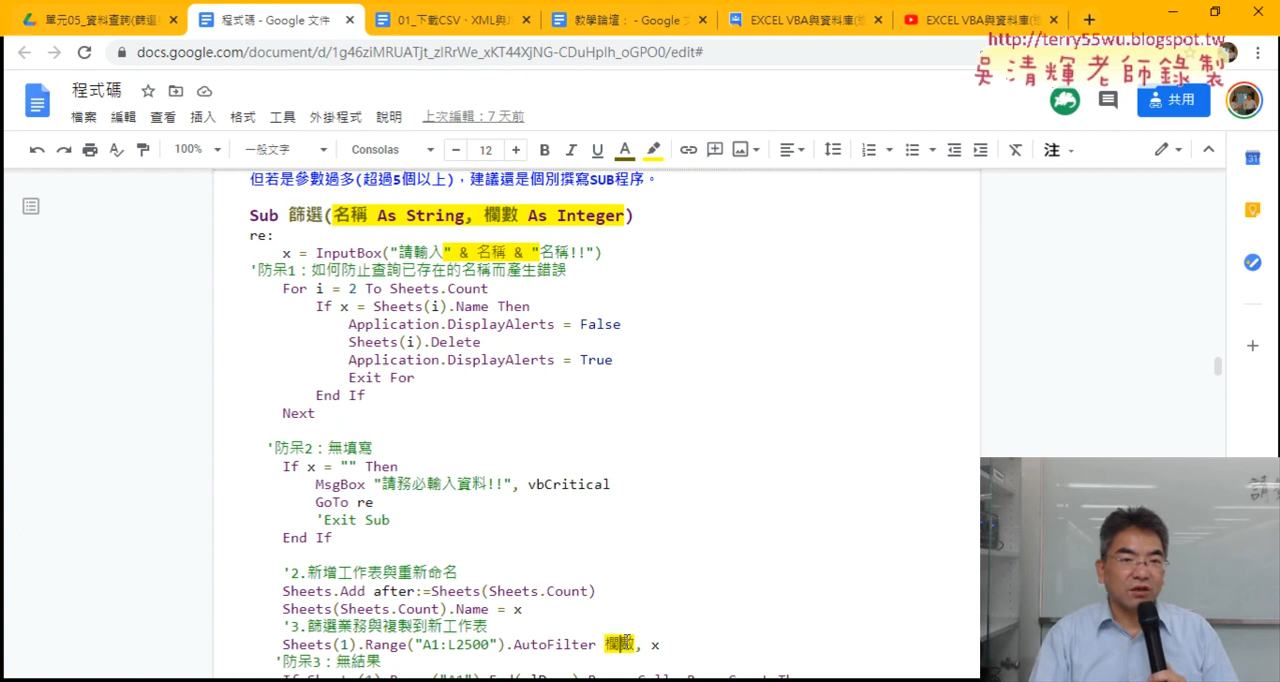 單元05_資料查詢(篩選
程式碼 - Google 文件
01_下載CSV、XML與
教學論壇: - Google
EXCEL VBA與資料庫(
EXCEL VBA與資料庫(
docs.google.com/document/d/1g46ziMRUATjt_zlRrWe_xKT44XJNG-CDuHpIh_oGPO0/edit#
http://terry55wu.blogspot.tw
吳清輝老師錄製
程式碼
檔案 編輯 查看 插入 格式 工具 外掛程式 說明 上次編輯:7 天前
共用
100% 一般文字 Consolas 12 B I U A 注
但若是參數過多(超過5個以上),建議還是個別撰寫SUB程序。
Sub 篩選(名稱 As String, 欄數 As Integer)
re:
x = InputBox("請輸入" & 名稱 & "名稱!!")
'防呆1:如何防止查詢已存在的名稱而產生錯誤
For i = 2 To Sheets.Count
If x = Sheets(i).Name Then
Application.DisplayAlerts = False
Sheets(i).Delete
Application.DisplayAlerts = True
Exit For
End If
Next
'防呆2:無填寫
If x = "" Then
MsgBox "請務必輸入資料!!", vbCritical
GoTo re
'Exit Sub
End If
'2.新增工作表與重新命名
Sheets.Add after:=Sheets(Sheets.Count)
Sheets(Sheets.Count).Name = x
'3.篩選業務與複製到新工作表
Sheets(1).Range("A1:L2500").AutoFilter 欄數, x
'防呆3:無結果
31